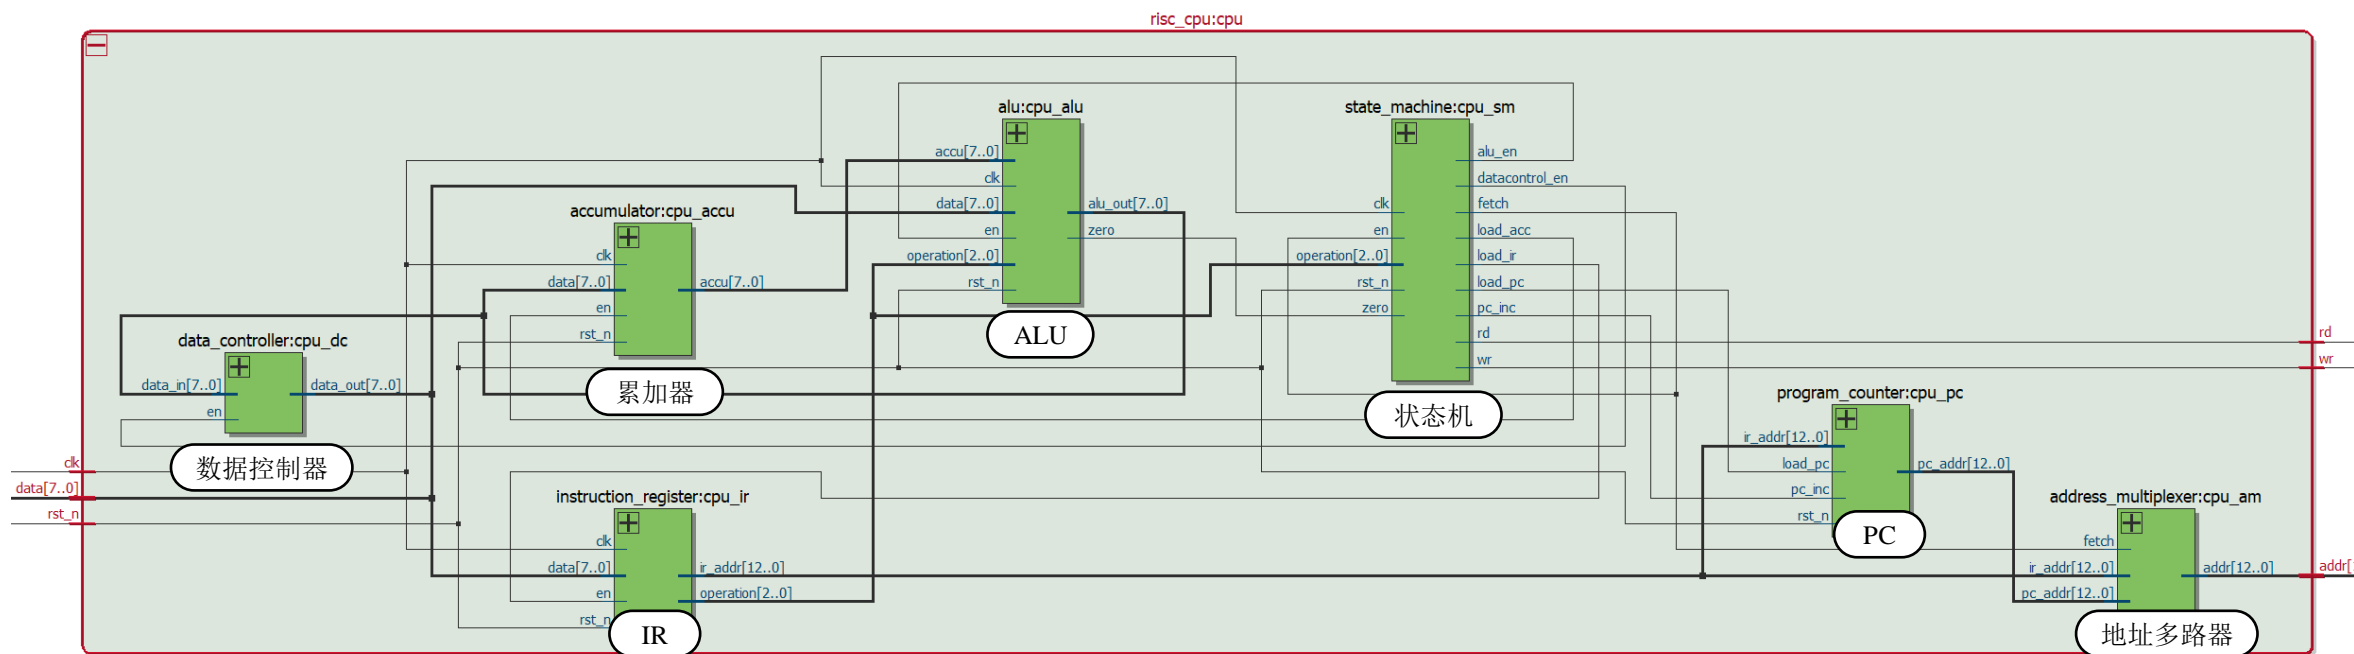 risc_cpu:cpu
alu:cpu_alu
accu[7..0]
clk
data[7..0]
en
operation[2..0]
rst_n
alu_out[7..0]
zero
ALU
state_machine:cpu_sm
clk
en
operation[2..0]
rst_n
zero
alu_en
datacontrol_en
fetch
load_acc
load_ir
load_pc
pc_inc
rd
wr
状态机
accumulator:cpu_accu
clk
data[7..0]
en
rst_n
accu[7..0]
累加器
data_controller:cpu_dc
data_in[7..0]
en
data_out[7..0]
数据控制器
clk
data[7..0]
rst_n
instruction_register:cpu_ir
clk
data[7..0]
en
rst_n
ir_addr[12..0]
operation[2..0]
IR
program_counter:cpu_pc
ir_addr[12..0]
load_pc
pc_inc
rst_n
pc_addr[12..0]
PC
address_multiplexer:cpu_am
fetch
ir_addr[12..0]
pc_addr[12..0]
addr[12..0]
地址多路器
rd
wr
addr[